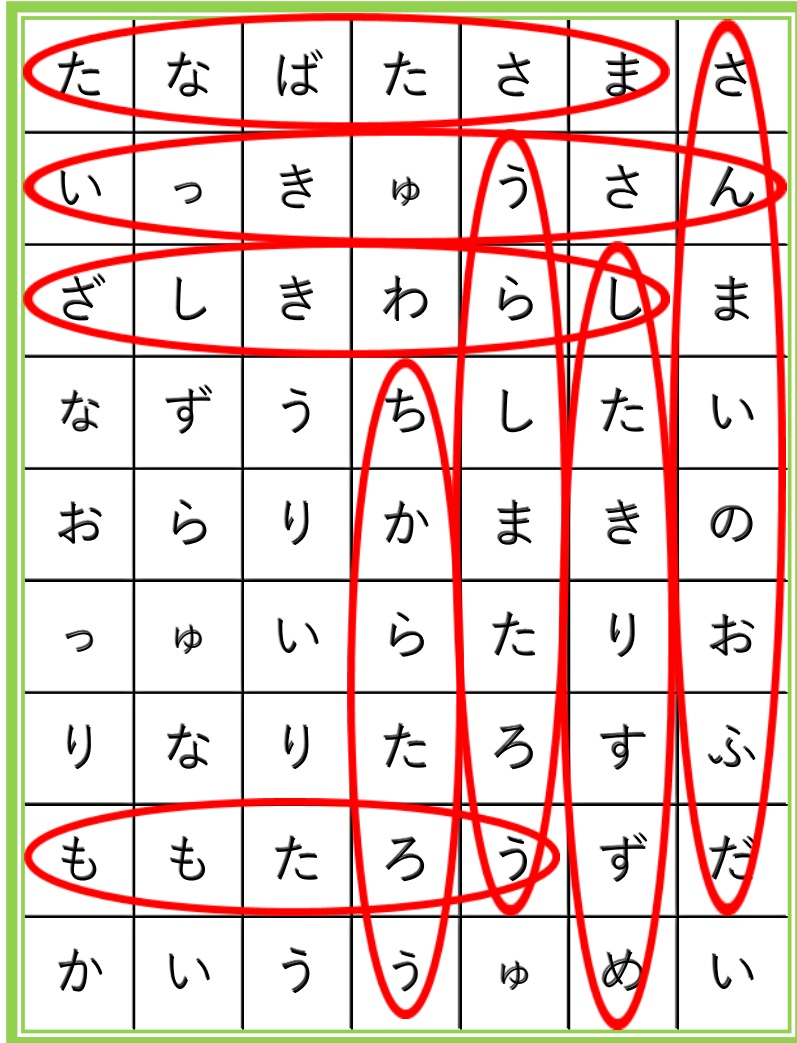 たなばたさまさ
いっきゅうさん
ざしきわらしま
なずうちしたい
おらりかまきの
っゅいらたりお
りなりたろすふ
ももたろうずだ
かいううゅめい